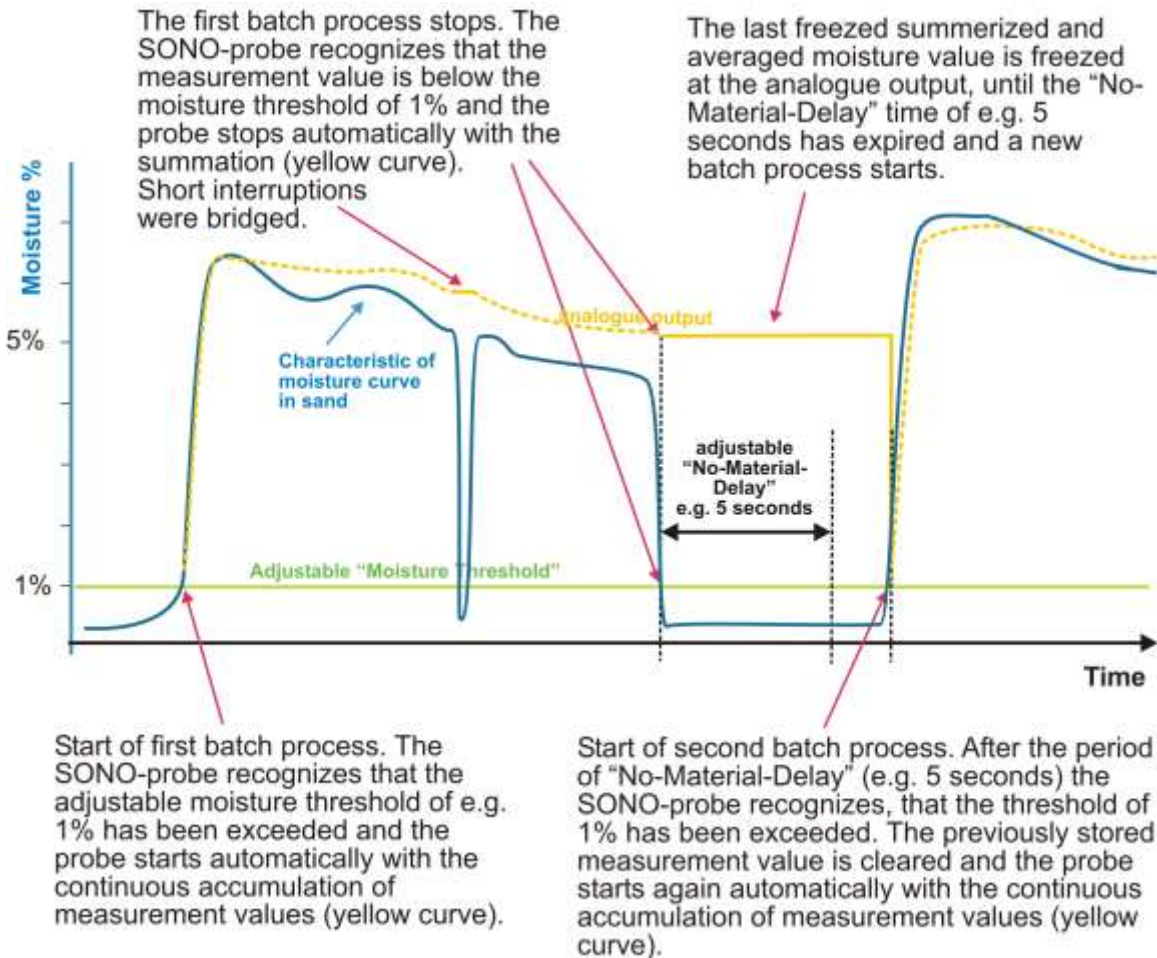 The first batch process stops. The
SONO-probe recognizes that the
measurement value is below the
moisture threshold of 1% and the
probe stops automatically with the
summation (yellow curve).
Short interruptions
were bridged.
The last freezed summerized and
averaged moisture value is freezed
at the analogue output, until the “No-
Material-Delay” time of e.g. 5
seconds has expired and a new
batch process starts.
Moisture %
5%
analogue output
Characteristic of
moisture curve
in sand
adjustable
“No-Material-
Delay”
e.g. 5 seconds
1%
Adjustable “Moisture Threshold”
Time
Start of first batch process. The
SONO-probe recognizes that the
adjustable moisture threshold of e.g.
1% has been exceeded and the
probe starts automatically with the
continuous accumulation of
measurement values (yellow curve).
Start of second batch process. After the period
of “No-Material-Delay” (e.g. 5 seconds) the
SONO-probe recognizes, that the threshold of
1% has been exceeded. The previously stored
measurement value is cleared and the probe
starts again automatically with the continuous
accumulation of measurement values (yellow
curve).